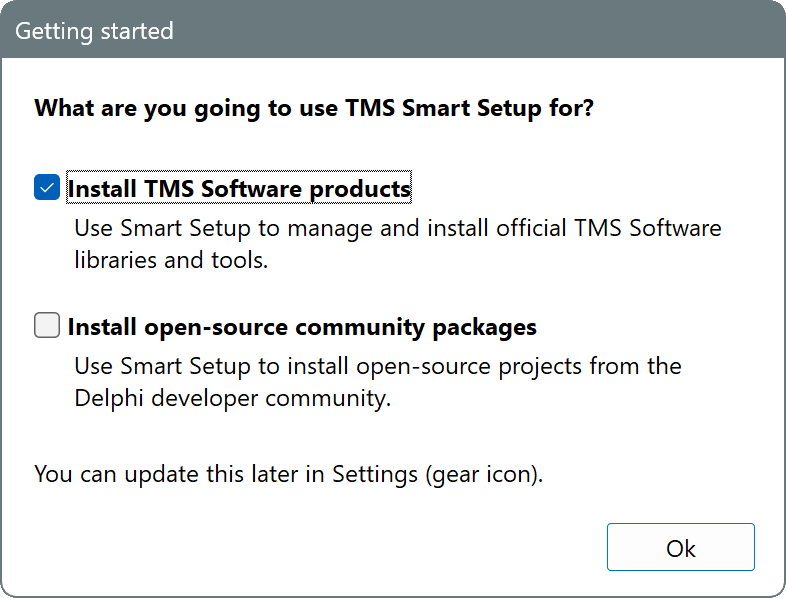 Getting started
What are you going to use TMS Smart Setup for?
Install TMS Software products
Use Smart Setup to manage and install official TMS Software
libraries and tools.
Install open-source community packages
Use Smart Setup to install open-source projects from the
Delphi developer community.
You can update this later in Settings (gear icon).
Ok